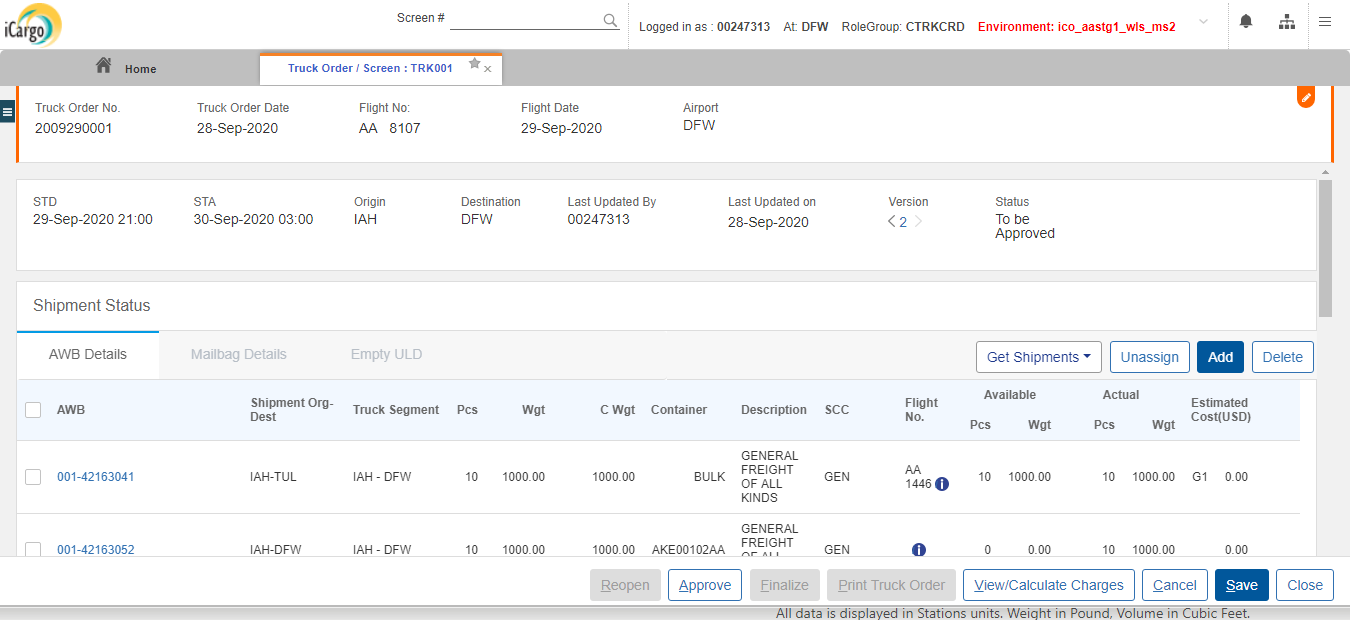 iCargo
Screen #
Logged in as : 00247313 At: DFW RoleGroup: CTRKCRD Environment: ico_aastg1_wls_ms2
Home
Truck Order / Screen : TRK001
Truck Order No. Truck Order Date Flight No: Flight Date Airport
2009290001 28-Sep-2020 AA 8107 29-Sep-2020 DFW
STD STA Origin Destination Last Updated By Last Updated on Version Status
29-Sep-2020 21:00 30-Sep-2020 03:00 IAH DFW 00247313 28-Sep-2020 2 To be
Approved
Shipment Status
AWB Details Mailbag Details Empty ULD
Get Shipments Unassign Add Delete
AWB Shipment Org-
Dest Truck Segment Pcs Wgt C Wgt Container Description SCC Flight
No. Available
Pcs Wgt Actual
Pcs Wgt Estimated
Cost(USD)
001-42163041 IAH-TUL IAH - DFW 10 1000.00 1000.00 BULK GENERAL
FREIGHT
OF ALL
KINDS GEN AA
1446 10 1000.00 10 1000.00 G1 0.00
001-42163052 IAH-DFW IAH - DFW 10 1000.00 1000.00 AKE00102AA GENERAL
FREIGHT
OF ALL GEN 0 0.00 10 1000.00 0.00
Reopen Approve Finalize Print Truck Order View/Calculate Charges Cancel Save Close
All data is displayed in Stations units. Weight in Pound, Volume in Cubic Feet.